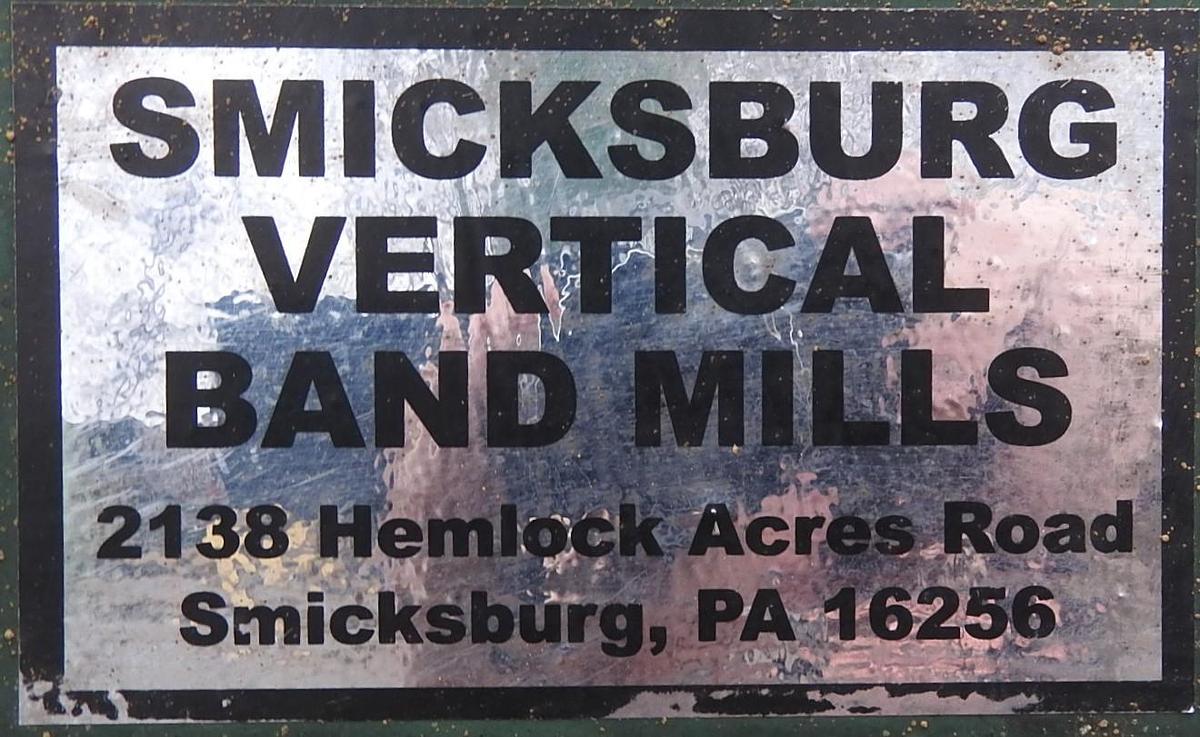 SMICKSBURG
VERTICAL
BAND MILLS
2138 Hemlock Acres Road
Smicksburg, PA 16256